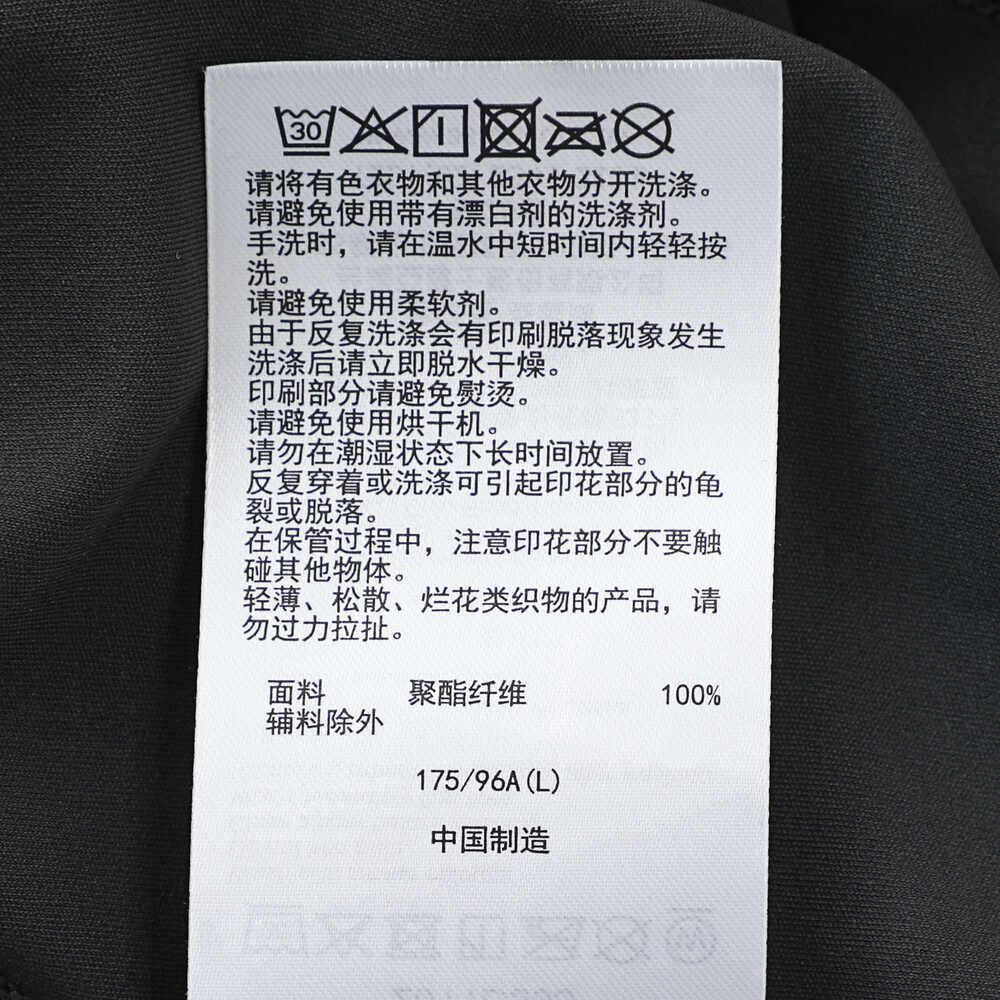 30
请将有色衣物和其他衣物分开洗涤。
请避免使用带有漂白剂的洗涤剂。
手洗时，请在温水中短时间内轻轻按
洗。
请避免使用柔软剂。
由于反复洗涤会有印刷脱落现象发生
洗涤后请立即脱水干燥。
印刷部分请避免熨烫。
请避免使用烘干机。
请勿在潮湿状态下长时间放置。
反复穿着或洗涤可引起印花部分的龟
裂或脱落。
在保管过程中，注意印花部分不要触
碰其他物体。
轻薄、松散、烂花类织物的产品，请
勿过力拉扯。
面料 聚酯纤维 100%
辅料除外
175/96A(L)
中国制造